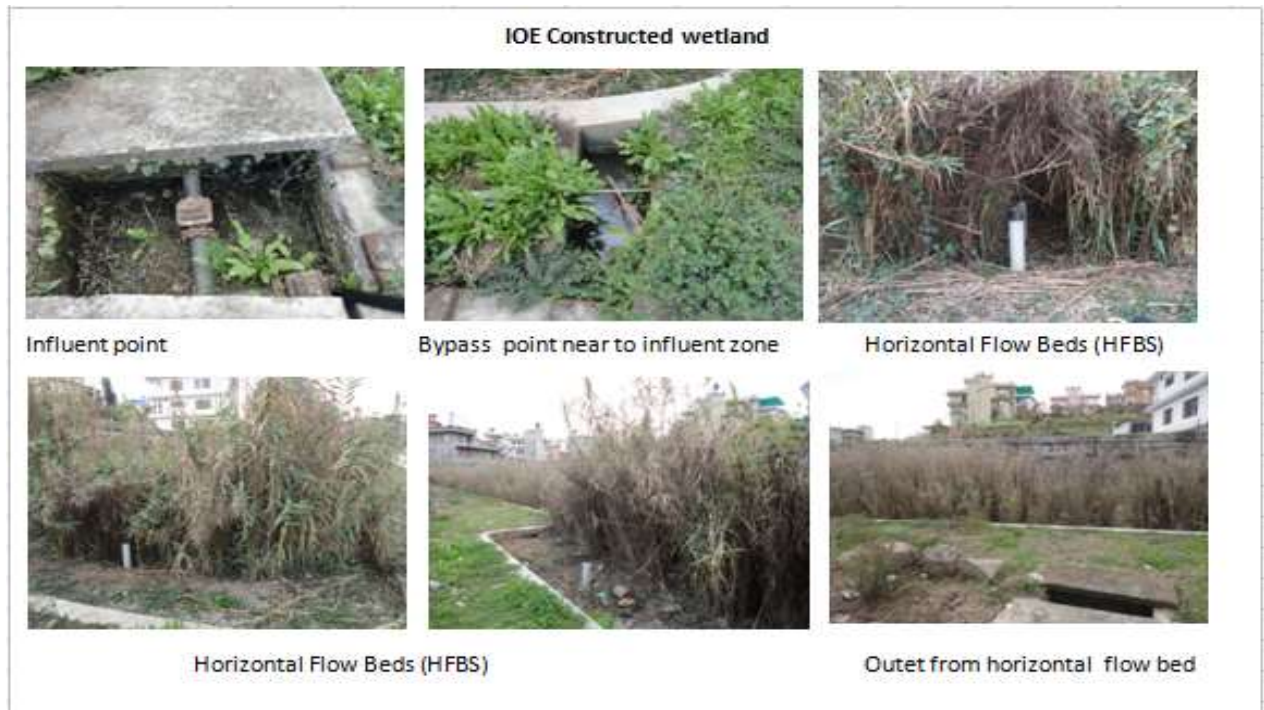 IOE Constructed wetland
Influent point
Bypass point near to influent zone
Horizontal Flow Beds (HFBS)
Horizontal Flow Beds (HFBS)
Outet from horizontal flow bed